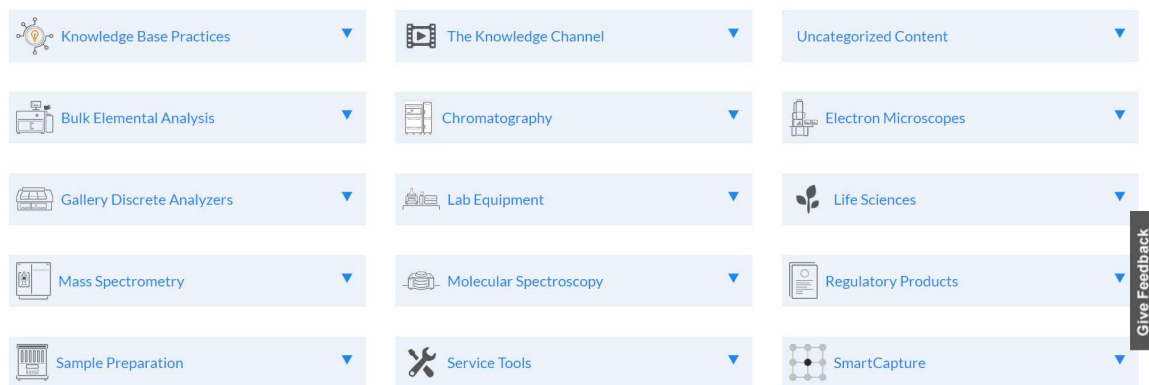 Knowledge Base Practices
The Knowledge Channel
Uncategorized Content
Bulk Elemental Analysis
Chromatography
Electron Microscopes
Gallery Discrete Analyzers
Lab Equipment
Life Sciences
Mass Spectrometry
Molecular Spectroscopy
Regulatory Products
Sample Preparation
Service Tools
SmartCapture
Give Feedback